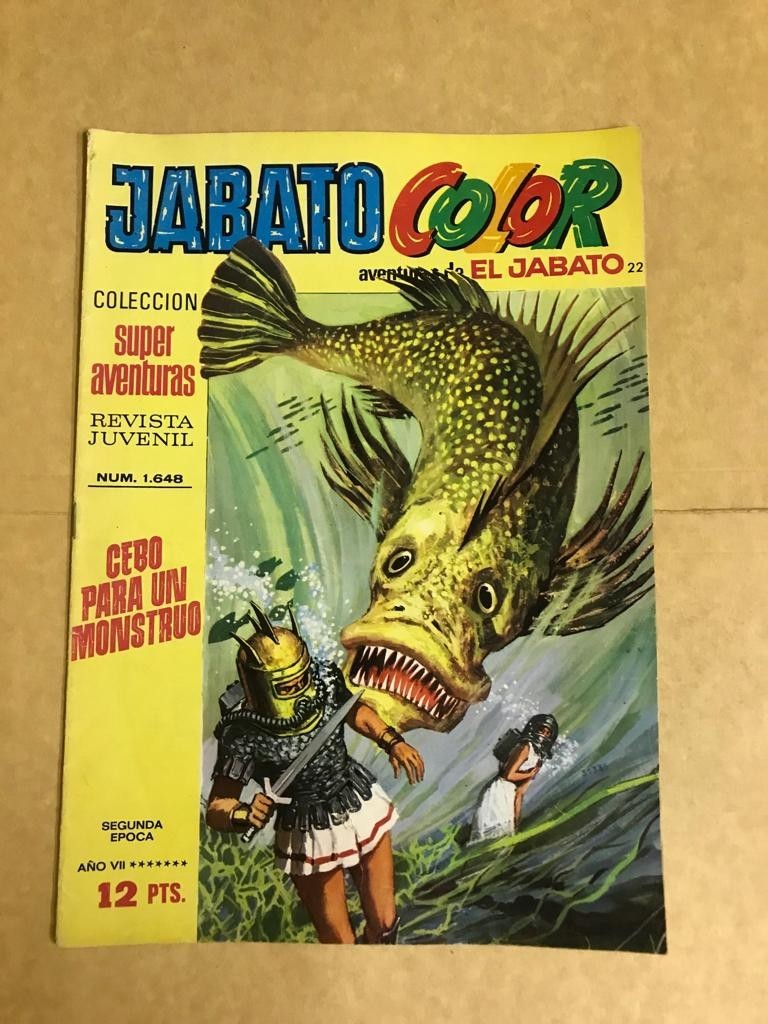 JABATO COLOR
aventuras de EL JABATO 22
COLECCION
super
aventuras
REVISTA
JUVENIL
NUM. 1.648
CEBO
PARA UN
MONSTRUO
SEGUNDA
EPOCA
AÑO VII *******
12 PTS.